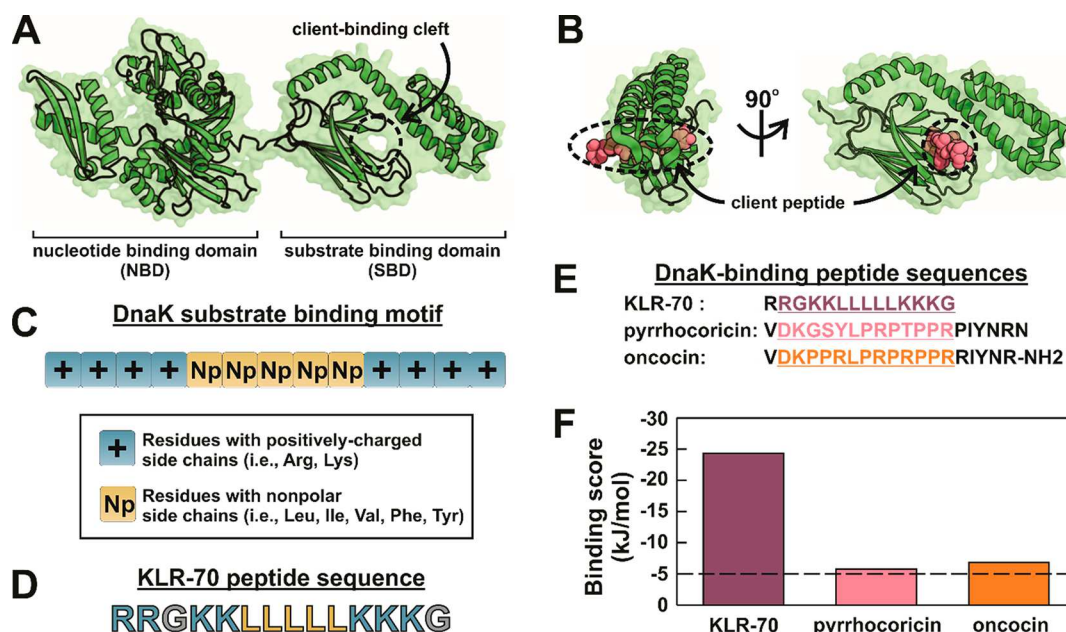 A
client-binding cleft
nucleotide binding domain
(NBD)
substrate binding domain
(SBD)
B
90°
client peptide
C
DnaK substrate binding motif
+ + + + Np Np Np Np Np + + + +
+ Residues with positively-charged
side chains (i.e., Arg, Lys)
Np Residues with nonpolar
side chains (i.e., Leu, Ile, Val, Phe, Tyr)
D
KLR-70 peptide sequence
RRGKKLLLLLKKKG
E
DnaK-binding peptide sequences
KLR-70 : RRGKKLLLLLKKKG
pyrrhocoricin: VDKGSYLPRPTPPRPIYNRN
oncocin: VDKPPRLPRPRPPRRIYNR-NH2
F
Binding score
(kJ/mol)
-30
-25
-20
-15
-10
-5
0
KLR-70 pyrrhocoricin oncocin